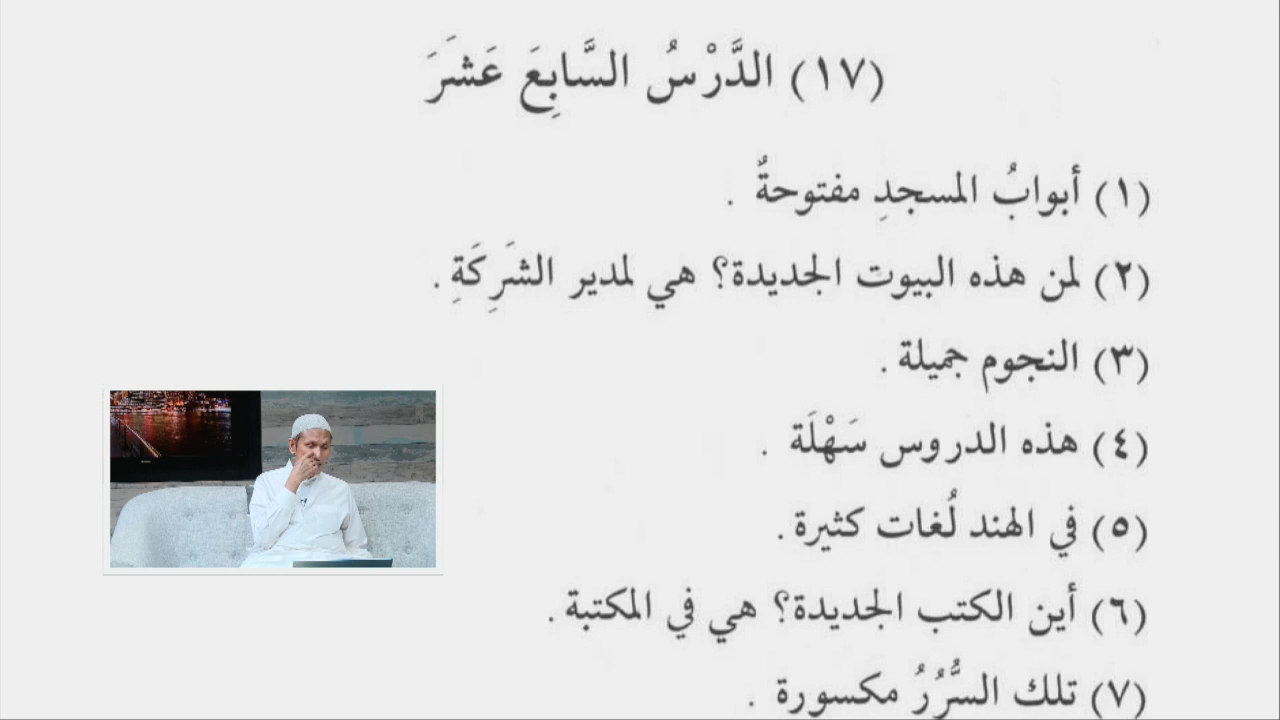 (١٧) الدَّرْسُ السَّابِعَ عَشَرَ
(١) أبوابُ المسجدِ مفتوحةٌ .
(٢) لمن هذه البيوت الجديدة؟ هي لمدير الشَرِكَةِ .
(٣) النجوم جميلة .
(٤) هذه الدروس سَهْلَة .
(٥) في الهند لُغات كثيرة .
(٦) أين الكتب الجديدة؟ هي في المكتبة .
(٧) تلك السُّرُرُ مكسورة .